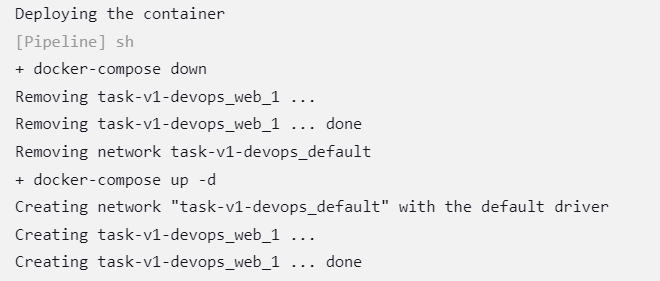 Deploying the container
[Pipeline] sh
+ docker-compose down
Removing task-v1-devops_web_1 ...
Removing task-v1-devops_web_1 ... done
Removing network task-v1-devops_default
+ docker-compose up -d
Creating network "task-v1-devops_default" with the default driver
Creating task-v1-devops_web_1 ...
Creating task-v1-devops_web_1 ... done